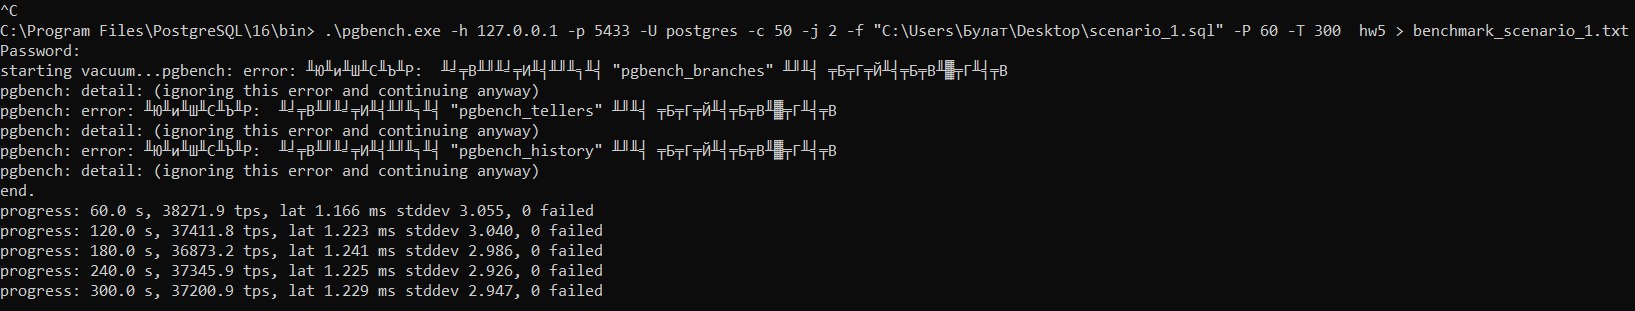 ^C
C:\Program Files\PostgreSQL\16\bin> .\pgbench.exe -h 127.0.0.1 -p 5433 -U postgres -c 50 -j 2 -f "C:\Users\Булат\Desktop\scenario_1.sql" -P 60 -T 300  hw5 > benchmark_scenario_1.txt
Password:
starting vacuum...pgbench: error: ╨Ю╨и╨Ш╨С╨Ъ╨Р:  ╨╛╤В╨╜╨╛╤И╨╡╨╜╨╕╨╡ "pgbench_branches" ╨╜╨╡ ╤Б╤Г╤Й╨╡╤Б╤В╨▓╤Г╨╡╤В
pgbench: detail: (ignoring this error and continuing anyway)
pgbench: error: ╨Ю╨и╨Ш╨С╨Ъ╨Р:  ╨╛╤В╨╜╨╛╤И╨╡╨╜╨╕╨╡ "pgbench_tellers" ╨╜╨╡ ╤Б╤Г╤Й╨╡╤Б╤В╨▓╤Г╨╡╤В
pgbench: detail: (ignoring this error and continuing anyway)
pgbench: error: ╨Ю╨и╨Ш╨С╨Ъ╨Р:  ╨╛╤В╨╜╨╛╤И╨╡╨╜╨╕╨╡ "pgbench_history" ╨╜╨╡ ╤Б╤Г╤Й╨╡╤Б╤В╨▓╤Г╨╡╤В
pgbench: detail: (ignoring this error and continuing anyway)
end.
progress: 60.0 s, 38271.9 tps, lat 1.166 ms stddev 3.055, 0 failed
progress: 120.0 s, 37411.8 tps, lat 1.223 ms stddev 3.040, 0 failed
progress: 180.0 s, 36873.2 tps, lat 1.241 ms stddev 2.986, 0 failed
progress: 240.0 s, 37345.9 tps, lat 1.225 ms stddev 2.926, 0 failed
progress: 300.0 s, 37200.9 tps, lat 1.229 ms stddev 2.947, 0 failed